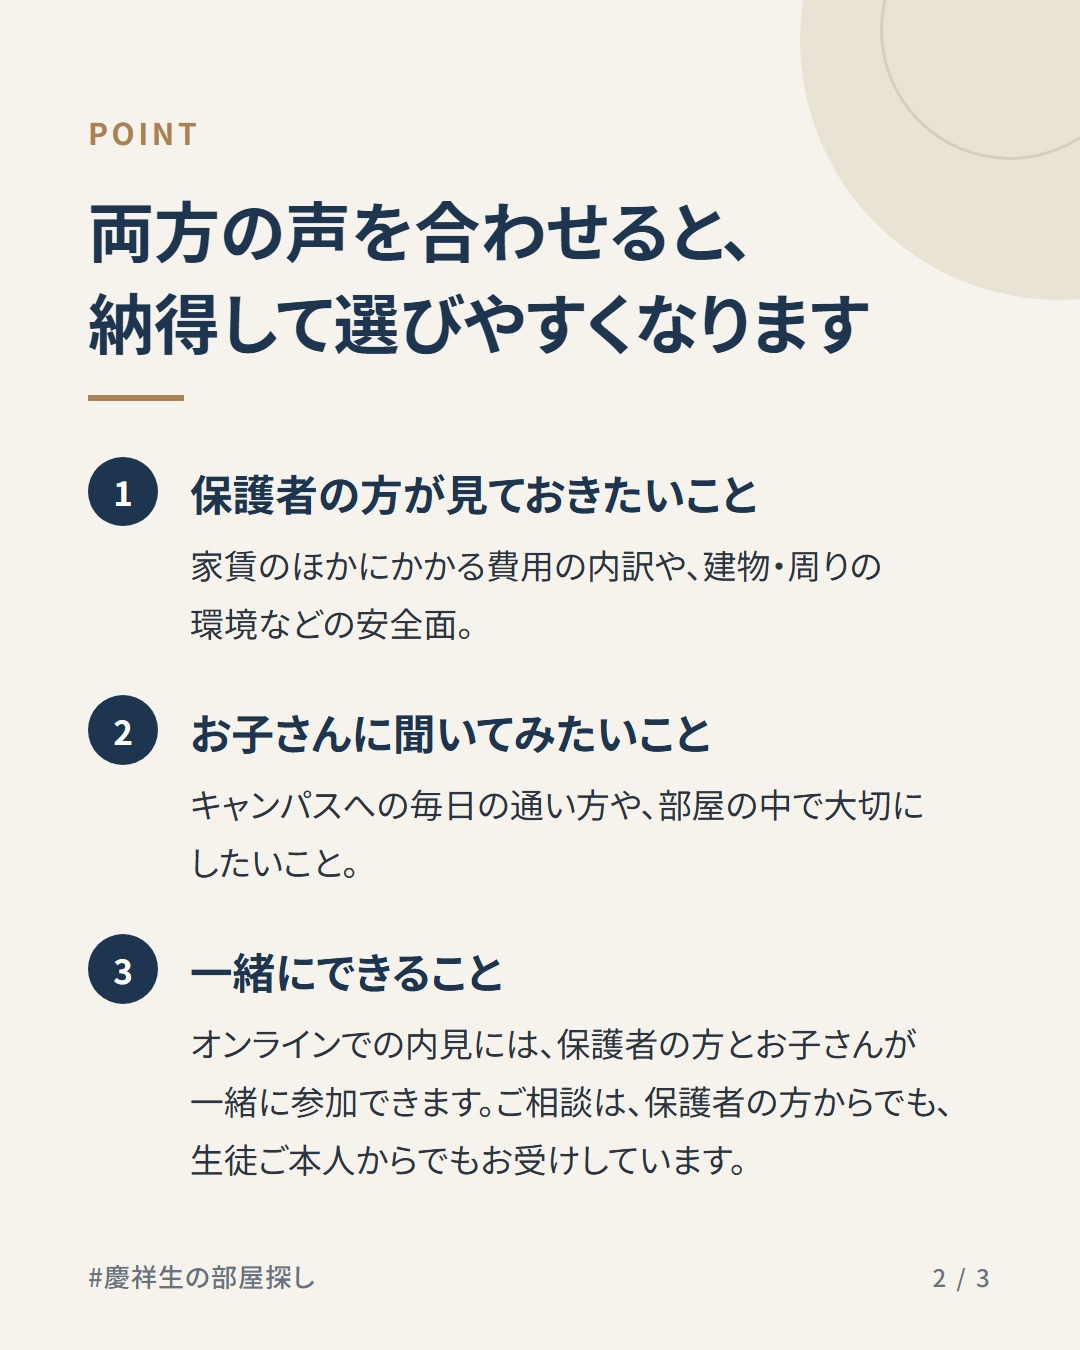 POINT
両方の声を合わせると、
納得して選びやすくなります
1
保護者の方が見ておきたいこと
家賃のほかにかかる費用の内訳や、建物・周りの
環境などの安全面。
2
お子さんに聞いてみたいこと
キャンパスへの毎日の通い方や、部屋の中で大切に
したいこと。
3
一緒にできること
オンラインでの内見には、保護者の方とお子さんが
一緒に参加できます。ご相談は、保護者の方からでも、
生徒ご本人からでもお受けしています。
#慶祥生の部屋探し
2 / 3